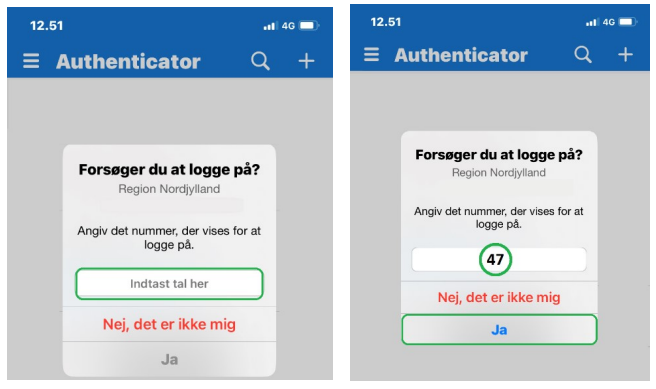 12.51
4G
Authenticator
Forsøger du at logge på?
Region Nordjylland
Angiv det nummer, der vises for at
logge på.
Indtast tal her
Nej, det er ikke mig
Ja
12.51
4G
Authenticator
Forsøger du at logge på?
Region Nordjylland
Angiv det nummer, der vises for at
logge på.
47
Nej, det er ikke mig
Ja